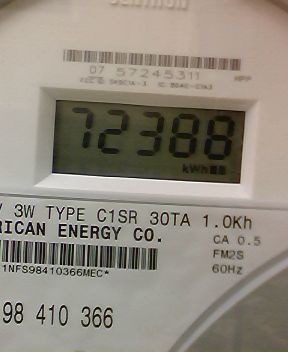 07 57245311 HPP
72388
kWh
V 3W TYPE C1SR 30TA 1.0Kh
RICAN ENERGY CO. CA 0.5
FM2S
1NFS98410366MEC* 60Hz
98 410 366